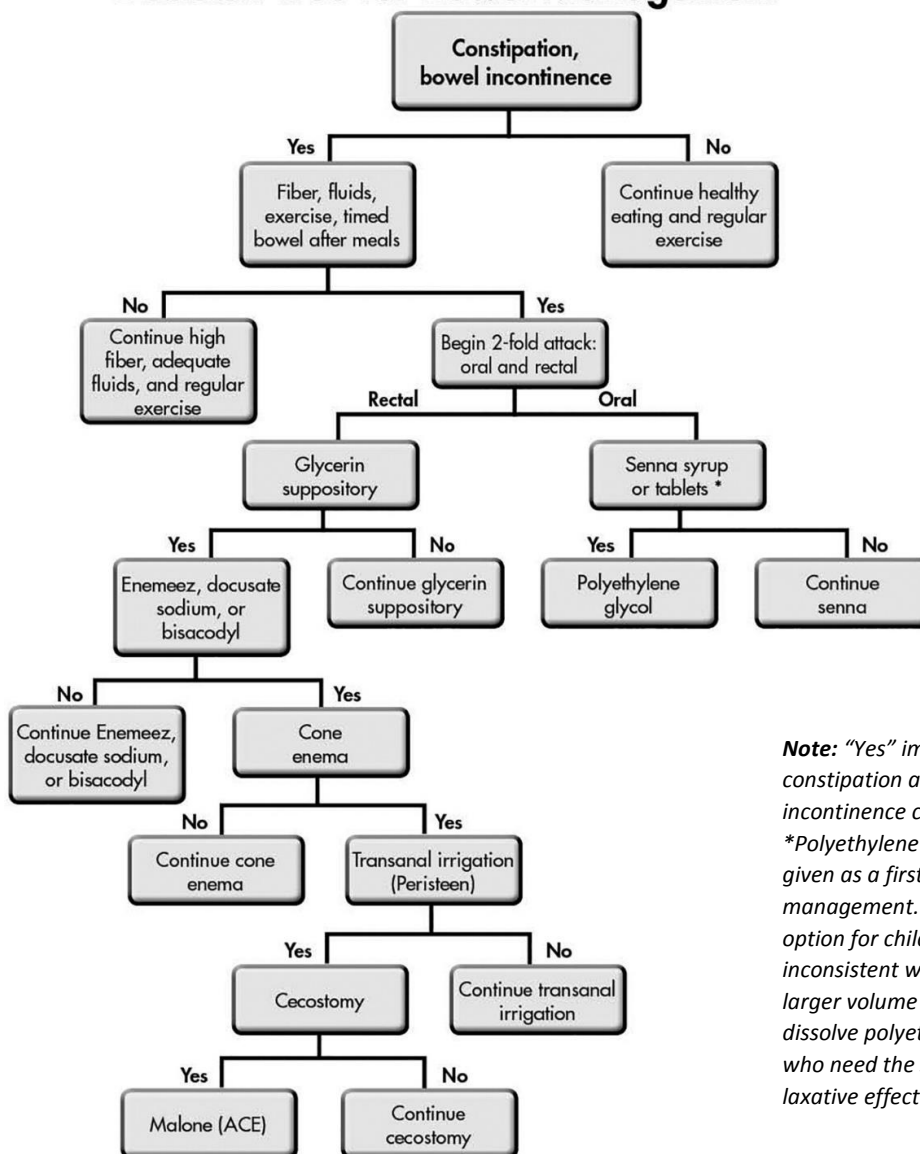 Constipation,
bowel incontinence
Yes
No
Fiber, fluids,
exercise, timed
bowel after meals
Continue healthy
eating and regular
exercise
No
Yes
Continue high
fiber, adequate
fluids, and regular
exercise
Begin 2-fold attack:
oral and rectal
Rectal
Oral
Glycerin
suppository
Senna syrup
or tablets *
Yes
No
Yes
No
Enemeez, docusate
sodium, or
bisacodyl
Continue glycerin
suppository
Polyethylene
glycol
Continue
senna
No
Yes
Continue Enemeez,
docusate sodium,
or bisacodyl
Cone
enema
No
Yes
Continue cone
enema
Transanal irrigation
(Peristeen)
Yes
No
Cecostomy
Continue transanal
irrigation
Yes
No
Malone (ACE)
Continue
cecostomy
Note: “Yes” im
constipation a
incontinence c
*Polyethylene
given as a first
management.
option for chil
inconsistent w
larger volume
dissolve polyet
who need the
laxative effect